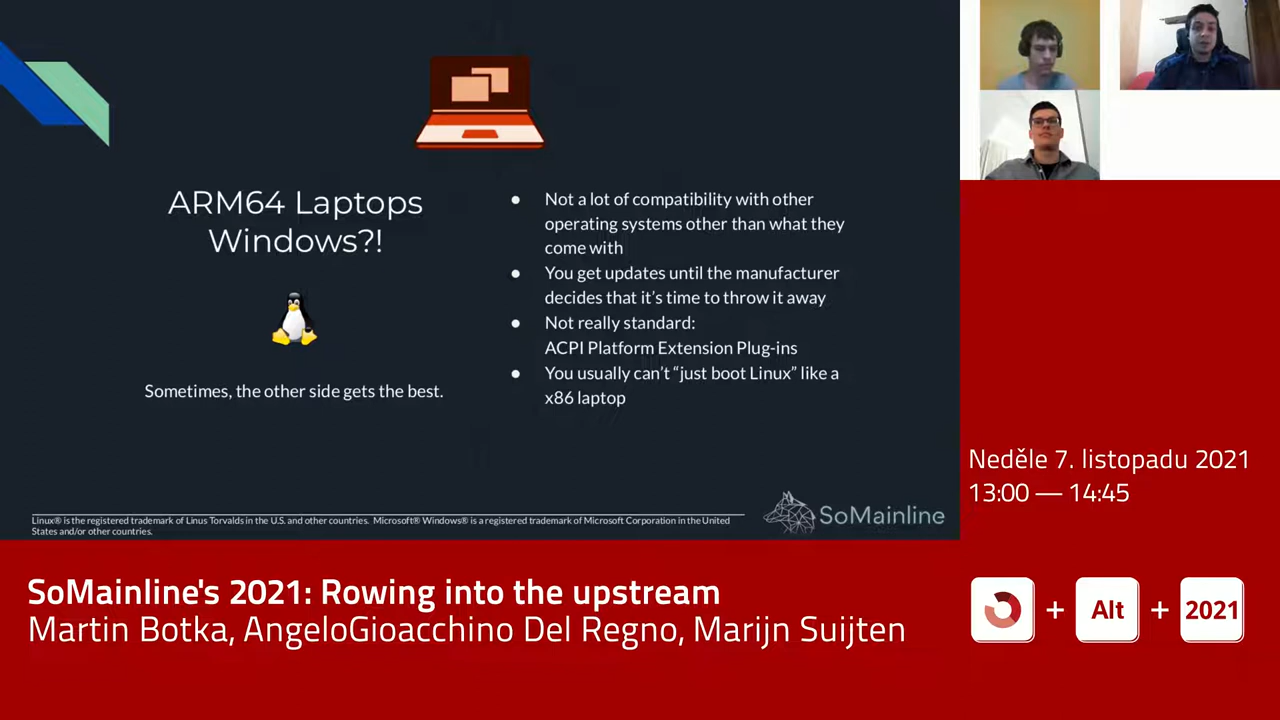 ARM64 Laptops
Windows?!
Sometimes, the other side gets the best.
● Not a lot of compatibility with other
operating systems other than what they
come with
● You get updates until the manufacturer
decides that it's time to throw it away
● Not really standard:
ACPI Platform Extension Plug-ins
● You usually can't “just boot Linux” like a
x86 laptop
Linux® is the registered trademark of Linus Torvalds in the U.S. and other countries. Microsoft® Windows® is a registered trademark of Microsoft Corporation in the United
States and/or other countries.
SoMainline
Neděle 7. listopadu 2021
13:00 — 14:45
SoMainline's 2021: Rowing into the upstream
Martin Botka, AngeloGioacchino Del Regno, Marijn Suijten
+ Alt + 2021